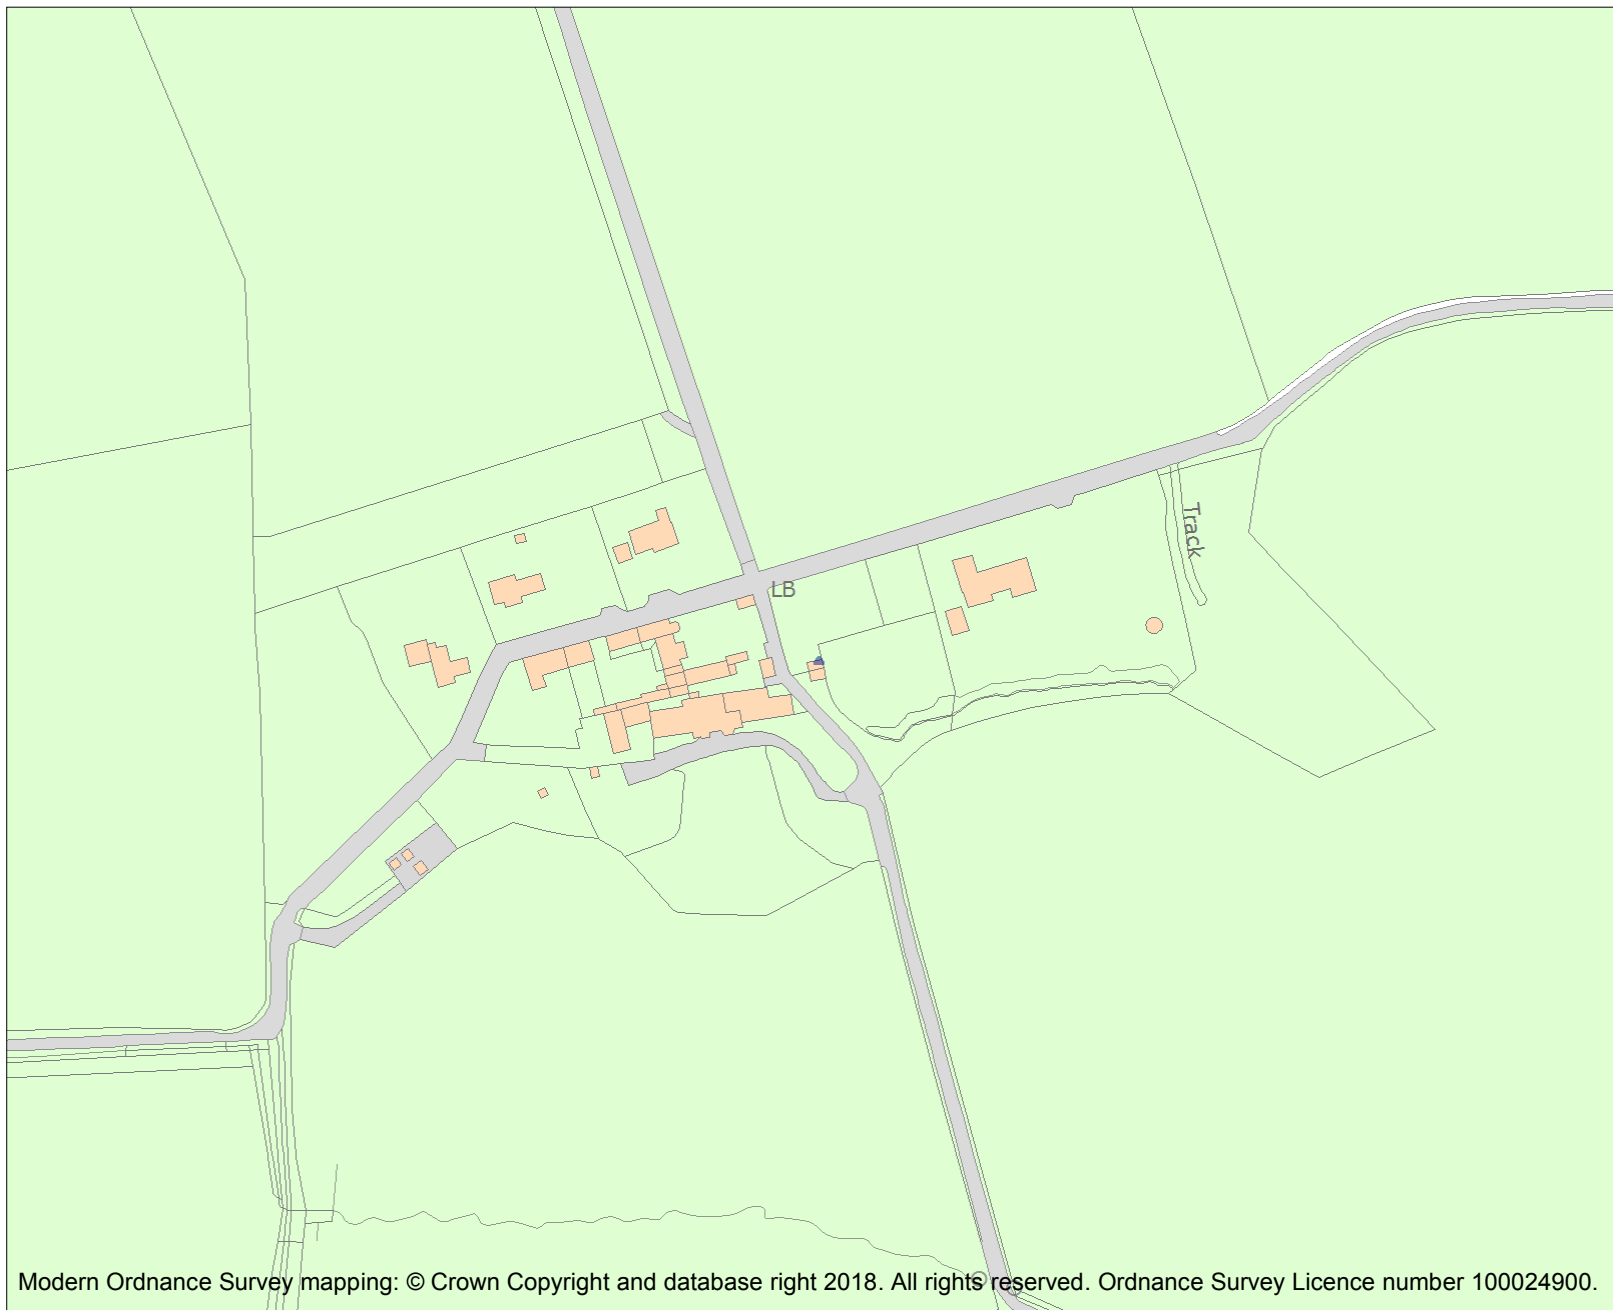 Track
LB
Modern Ordnance Survey mapping: © Crown Copyright and database right 2018. All rights reserved. Ordnance Survey Licence number 100024900.